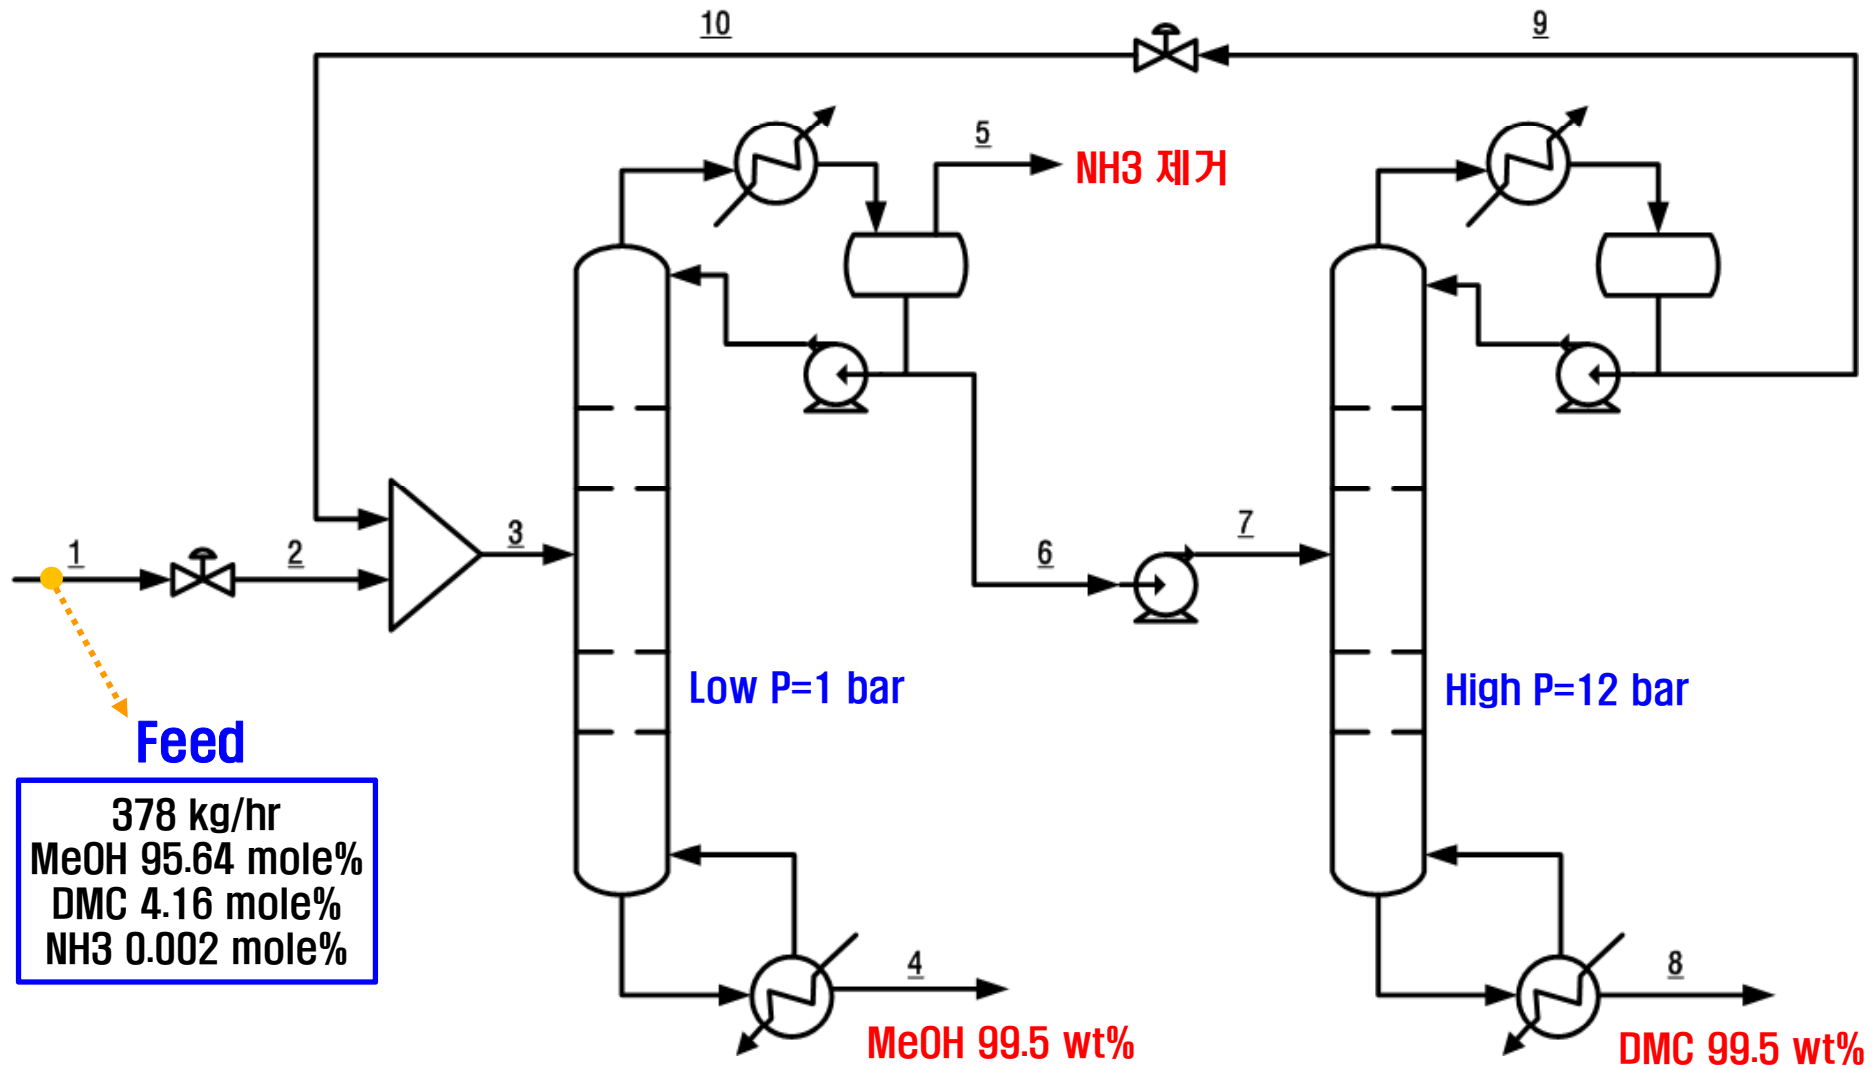 10
9
5
NH3 제거
1
2
3
6
7
Low P=1 bar
High P=12 bar
Feed
378 kg/hr
MeOH 95.64 mole%
DMC 4.16 mole%
NH3 0.002 mole%
4
8
MeOH 99.5 wt%
DMC 99.5 wt%